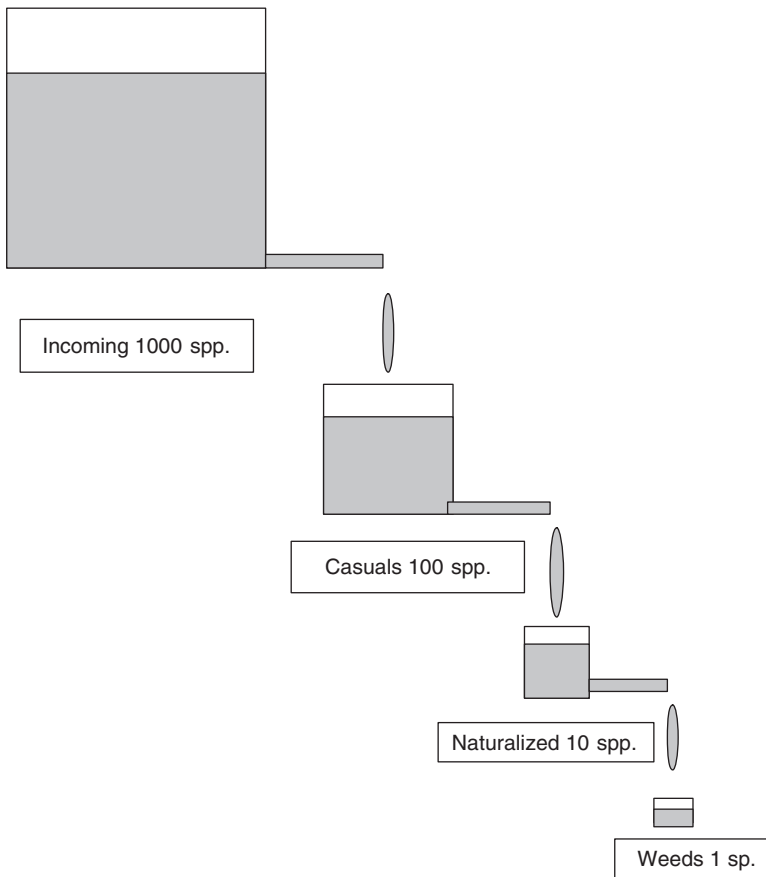 Incoming 1000 spp.
Casuals 100 spp.
Naturalized 10 spp.
Weeds 1 sp.